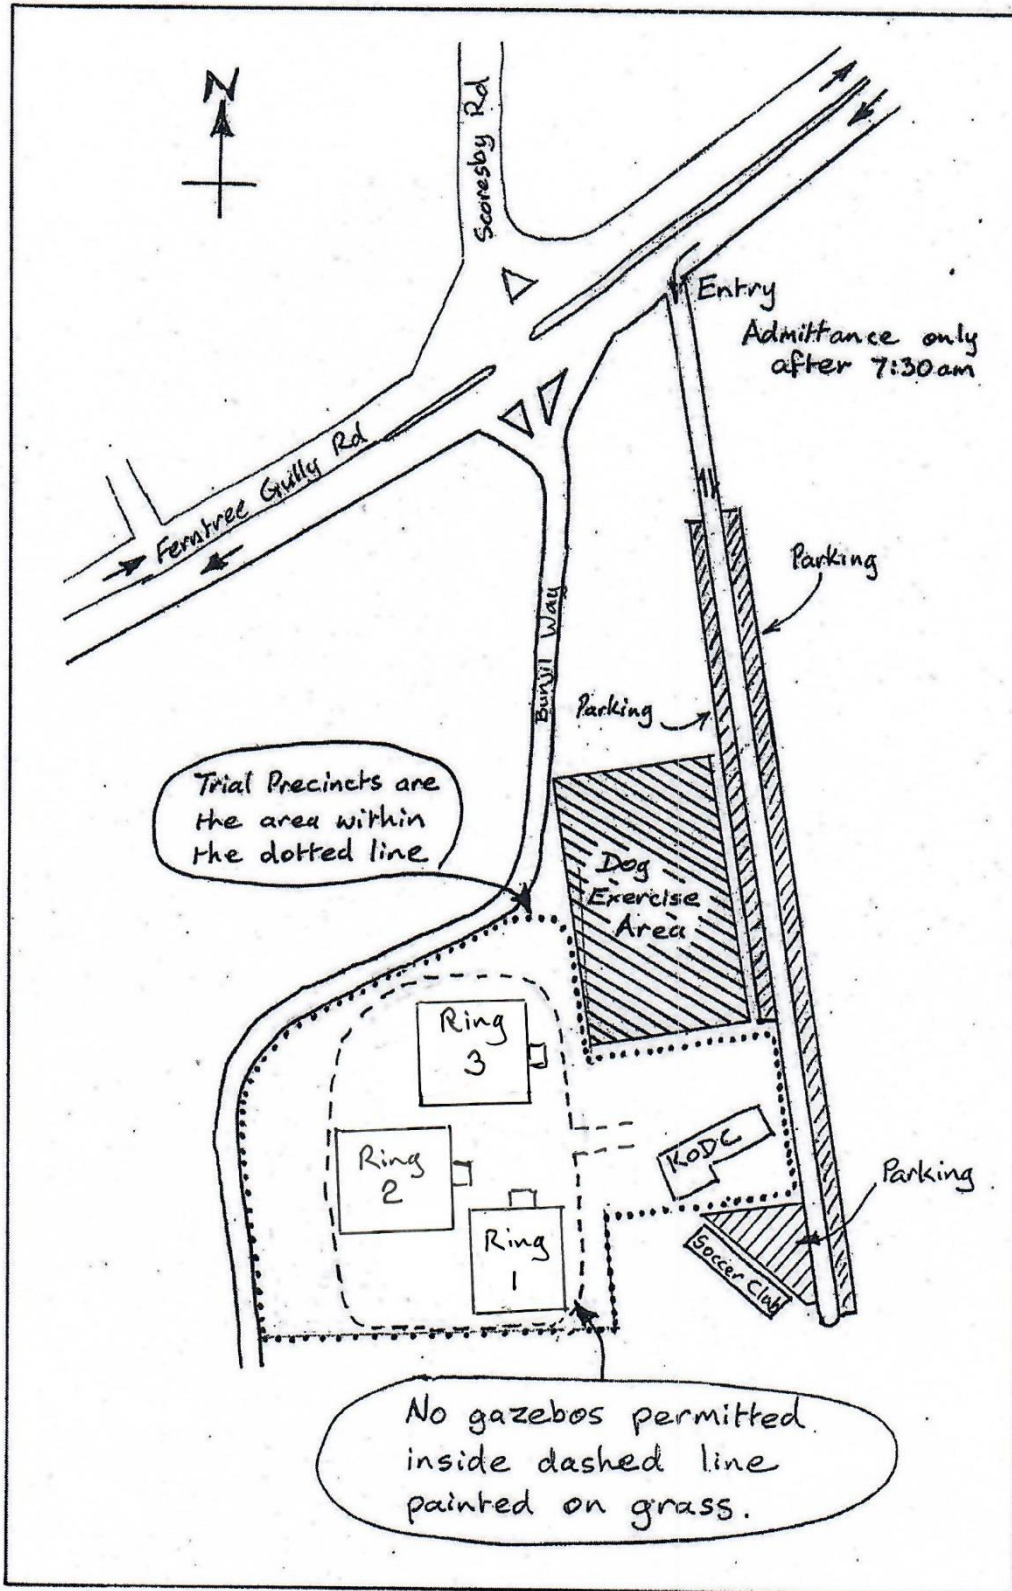 N
Scoresby Rd
Entry
Admittance only
after 7:30am
Ferntree Gully Rd
Parking
Bunjil Way
Parking
Trial Precincts are
the area within
the dotted line
Dog
Exercise
Area
Ring
3
KODC
Ring
2
Parking
Ring
1
Soccer Club
No gazebos permitted
inside dashed line
painted on grass.